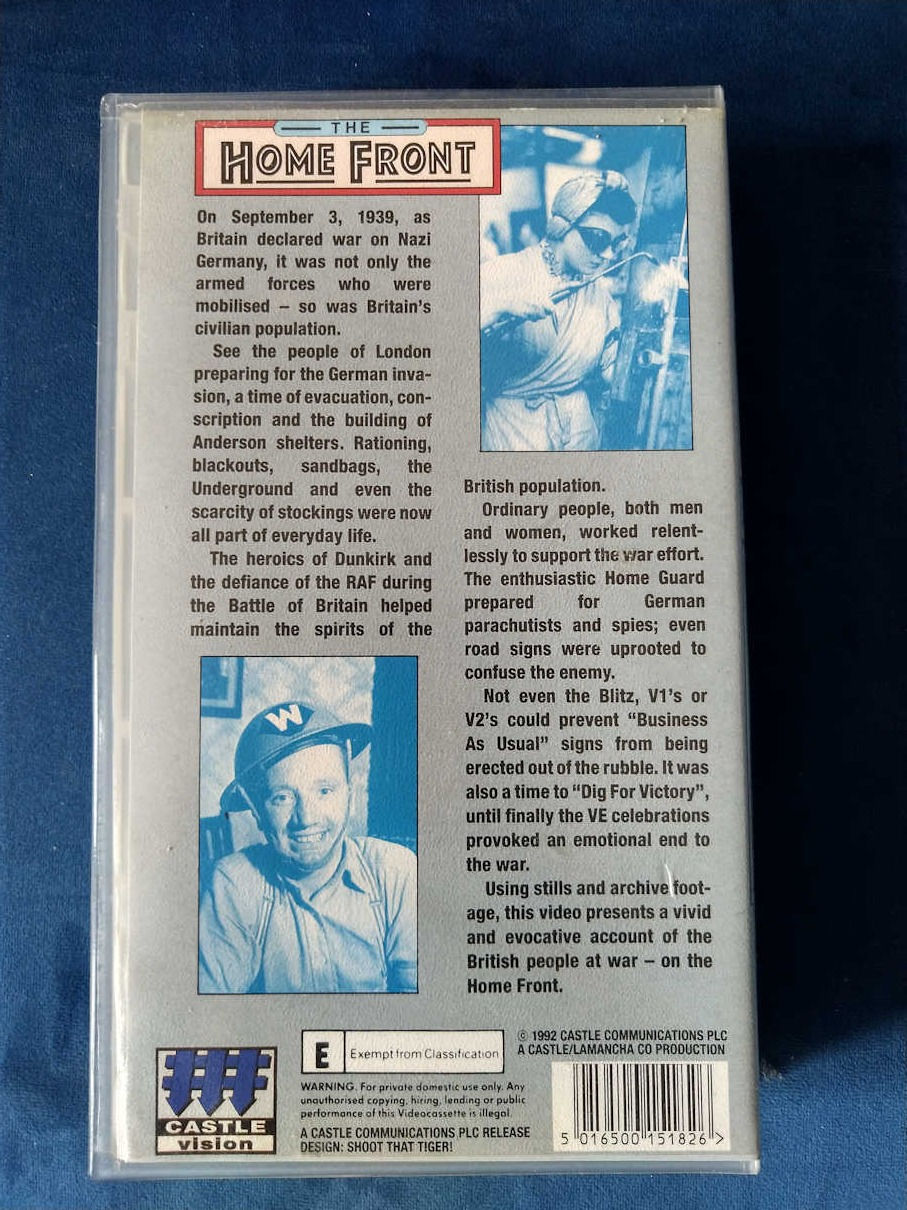 THE
HOME FRONT
On September 3, 1939, as
Britain declared war on Nazi
Germany, it was not only the
armed forces who were
mobilised – so was Britain's
civilian population.
See the people of London
preparing for the German inva-
sion, a time of evacuation, con-
scription and the building of
Anderson shelters. Rationing,
blackouts, sandbags, the
Underground and even the
scarcity of stockings were now
all part of everyday life.
The heroics of Dunkirk and
the defiance of the RAF during
the Battle of Britain helped
maintain the spirits of the
British population.
Ordinary people, both men
and women, worked relent-
lessly to support the war effort.
The enthusiastic Home Guard
prepared for German
parachutists and spies; even
road signs were uprooted to
confuse the enemy.
Not even the Blitz, V1's or
V2's could prevent “Business
As Usual” signs from being
erected out of the rubble. It was
also a time to “Dig For Victory”,
until finally the VE celebrations
provoked an emotional end to
the war.
Using stills and archive foot-
age, this video presents a vivid
and evocative account of the
British people at war – on the
Home Front.
W
CASTLE
vision
E Exempt from Classification
WARNING. For private domestic use only. Any
unauthorised copying, hiring, lending or public
performance of this Videocassette is illegal.
A CASTLE COMMUNICATIONS PLC RELEASE
DESIGN: SHOOT THAT TIGER!
© 1992 CASTLE COMMUNICATIONS PLC
A CASTLE/LAMANCHA CO PRODUCTION
5 016500 151826 >